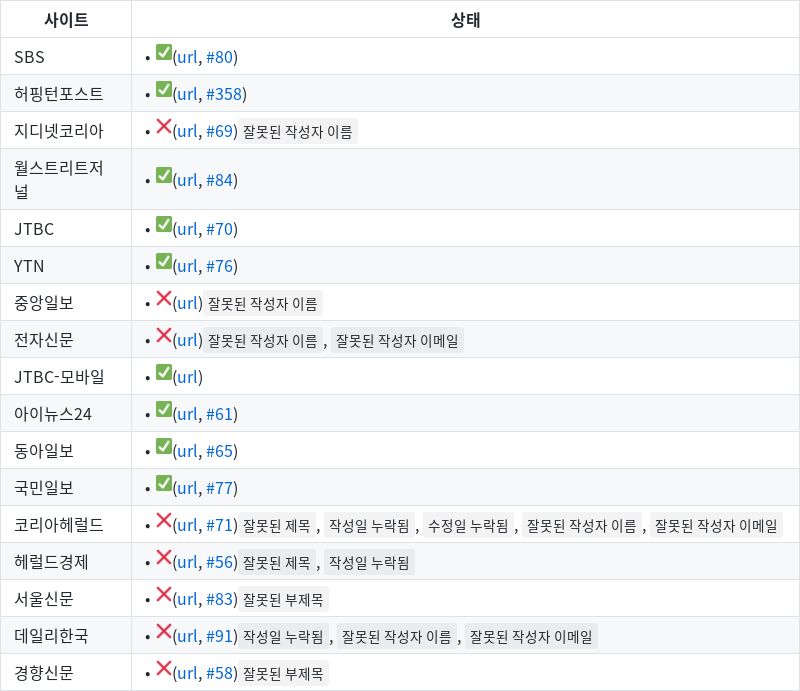 사이트 상태
SBS • ✅(url, #80)
허핑턴포스트 • ✅(url, #358)
지디넷코리아 • ❌(url, #69) 잘못된 작성자 이름
월스트리트저
널 • ✅(url, #84)
JTBC • ✅(url, #70)
YTN • ✅(url, #76)
중앙일보 • ❌(url) 잘못된 작성자 이름
전자신문 • ❌(url) 잘못된 작성자 이름 , 잘못된 작성자 이메일
JTBC-모바일 • ✅(url)
아이뉴스24 • ✅(url, #61)
동아일보 • ✅(url, #65)
국민일보 • ✅(url, #77)
코리아헤럴드 • ❌(url, #71) 잘못된 제목 , 작성일 누락됨 , 수정일 누락됨 , 잘못된 작성자 이름 , 잘못된 작성자 이메일
헤럴드경제 • ❌(url, #56) 잘못된 제목 , 작성일 누락됨
서울신문 • ❌(url, #83) 잘못된 부제목
데일리한국 • ❌(url, #91) 작성일 누락됨 , 잘못된 작성자 이름 , 잘못된 작성자 이메일
경향신문 • ❌(url, #58) 잘못된 부제목